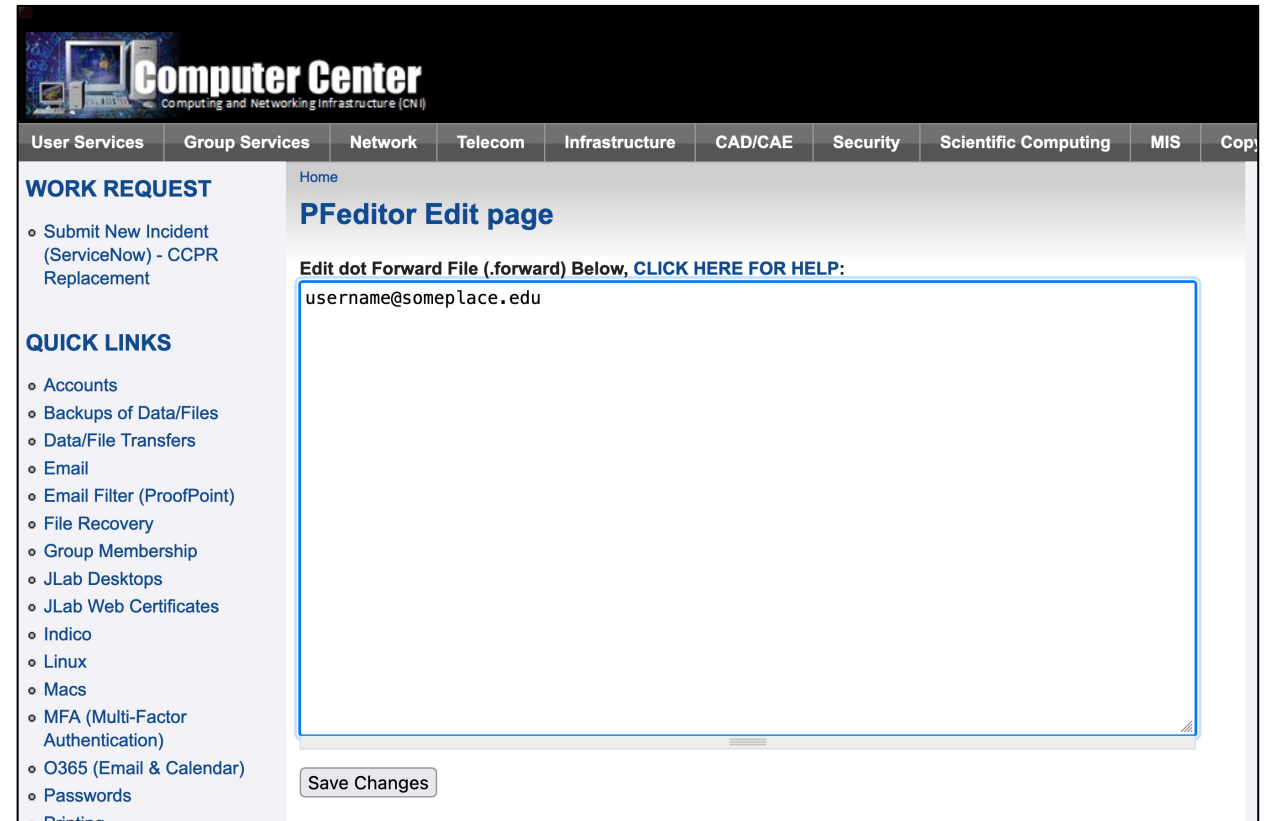 Computer Center
Computing and Networking Infrastructure (CNI)
User Services Group Services Network Telecom Infrastructure CAD/CAE Security Scientific Computing MIS
WORK REQUEST
Submit New Incident
(ServiceNow) - CCPR
Replacement
QUICK LINKS
Accounts
Backups of Data/Files
Data/File Transfers
Email
Email Filter (ProofPoint)
File Recovery
Group Membership
JLab Desktops
JLab Web Certificates
Indico
Linux
Macs
MFA (Multi-Factor
Authentication)
O365 (Email & Calendar)
Passwords
Home
PFeditor Edit page
Edit dot Forward File (.forward) Below, CLICK HERE FOR HELP:
username@someplace.edu
Save Changes